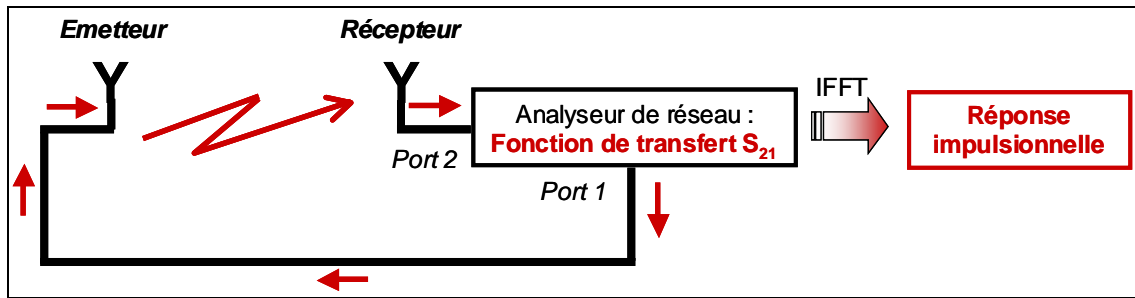 Emetteur
Récepteur
Port 2
Analyseur de réseau :
Fonction de transfert S21
Port 1
IFFT
Réponse
impulsionnelle